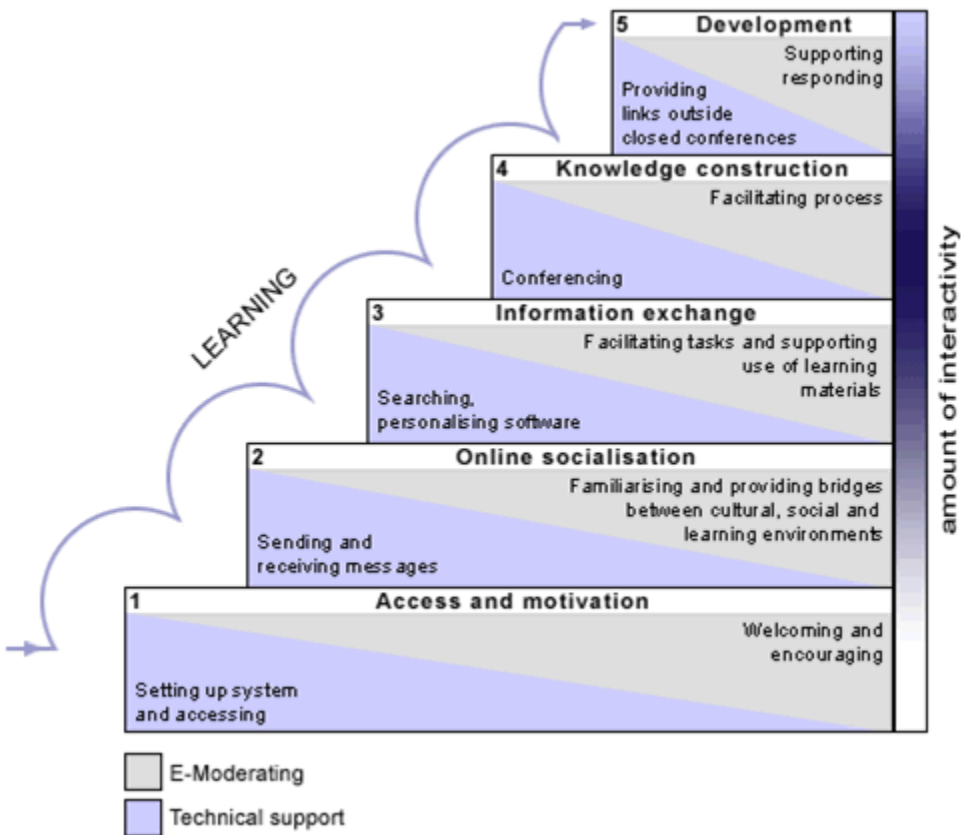 5 Development
Supporting
responding
Providing
links outside
closed conferences
4 Knowledge construction
Facilitating process
Conferencing
3 Information exchange
Facilitating tasks and supporting
use of learning
materials
Searching,
personalising software
2 Online socialisation
Familiarising and providing bridges
between cultural, social and
learning environments
Sending and
receiving messages
1 Access and motivation
Welcoming and
encouraging
Setting up system
and accessing
LEARNING
amount of interactivity
E-Moderating
Technical support